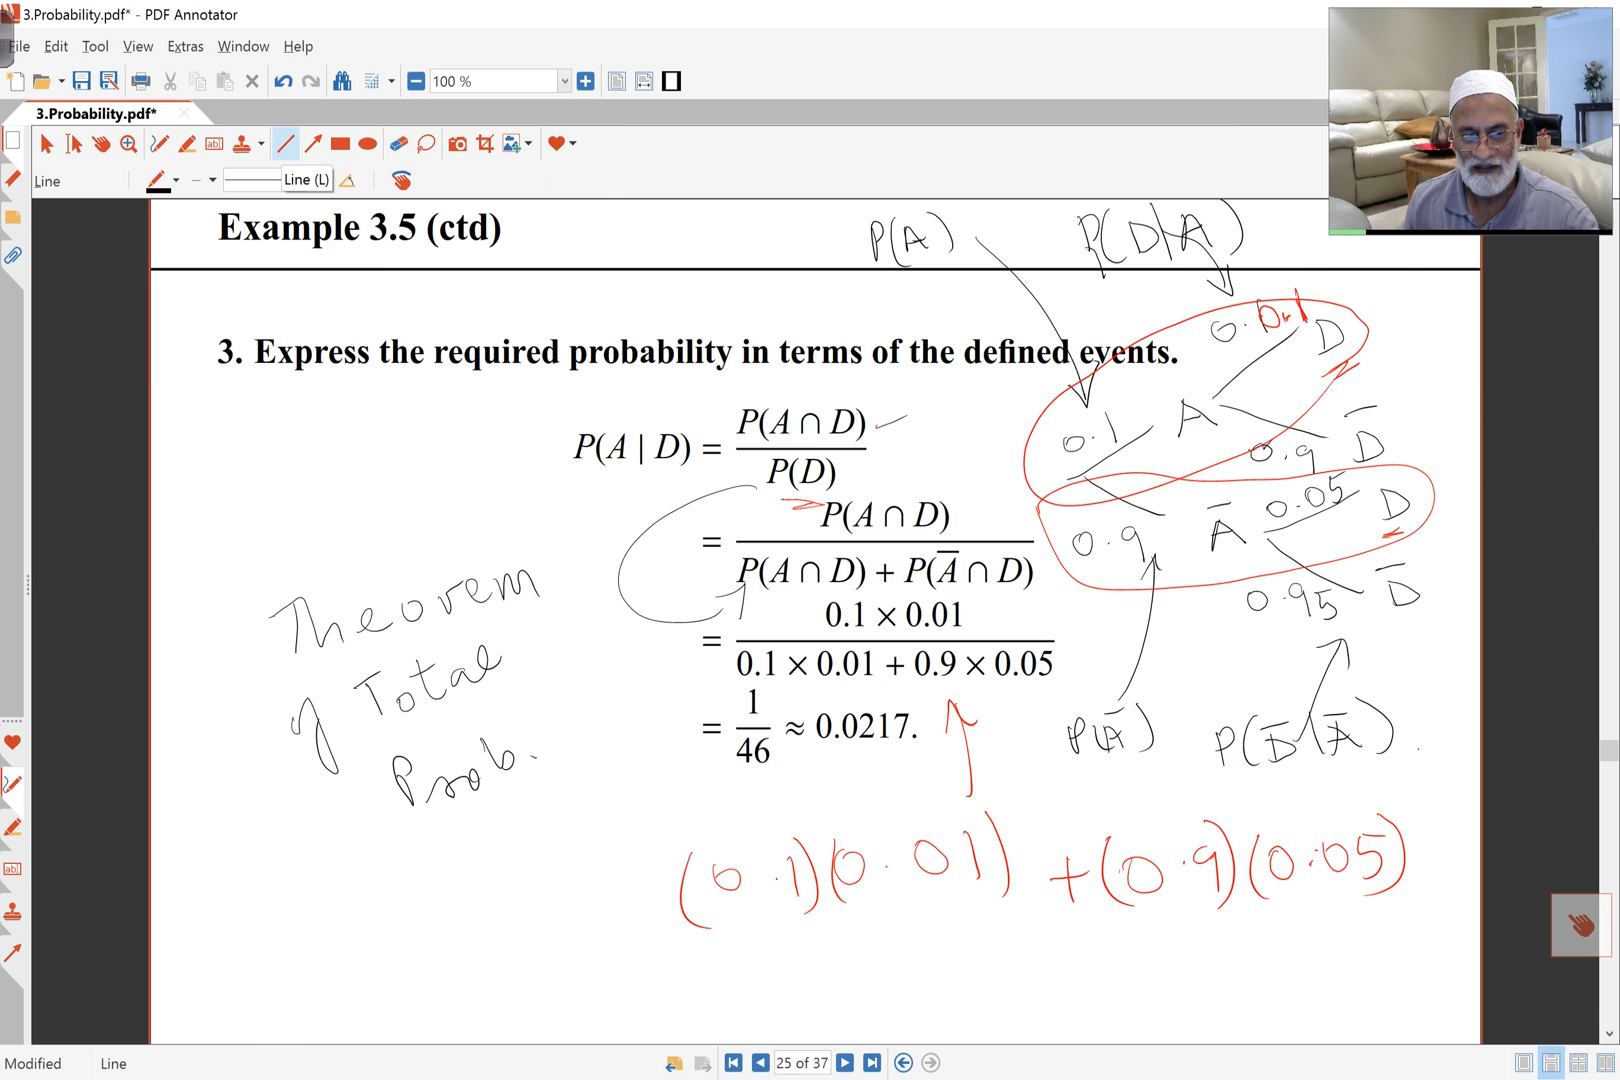 3.Probability.pdf* - PDF Annotator
File Edit Tool View Extras Window Help
100 %
3.Probability.pdf*
Line
Line (L)
Example 3.5 (ctd)
P(A)
P(D|A)
3. Express the required probability in terms of the defined events.
0.01 D
P(A | D) = P(A ∩ D) / P(D)
0.1 A
0.9 D̅
= P(A ∩ D) / P(A ∩ D) + P(A̅ ∩ D)
0.9 A̅ 0.05 D
0.95 D̅
= 0.1 × 0.01 / 0.1 × 0.01 + 0.9 × 0.05
= 1/46 ≈ 0.0217.
Theorem
of Total
Prob.
P(A̅)
P(D̅|A̅).
(0.1)(0.01) + (0.9)(0.05)
Modified Line
25 of 37